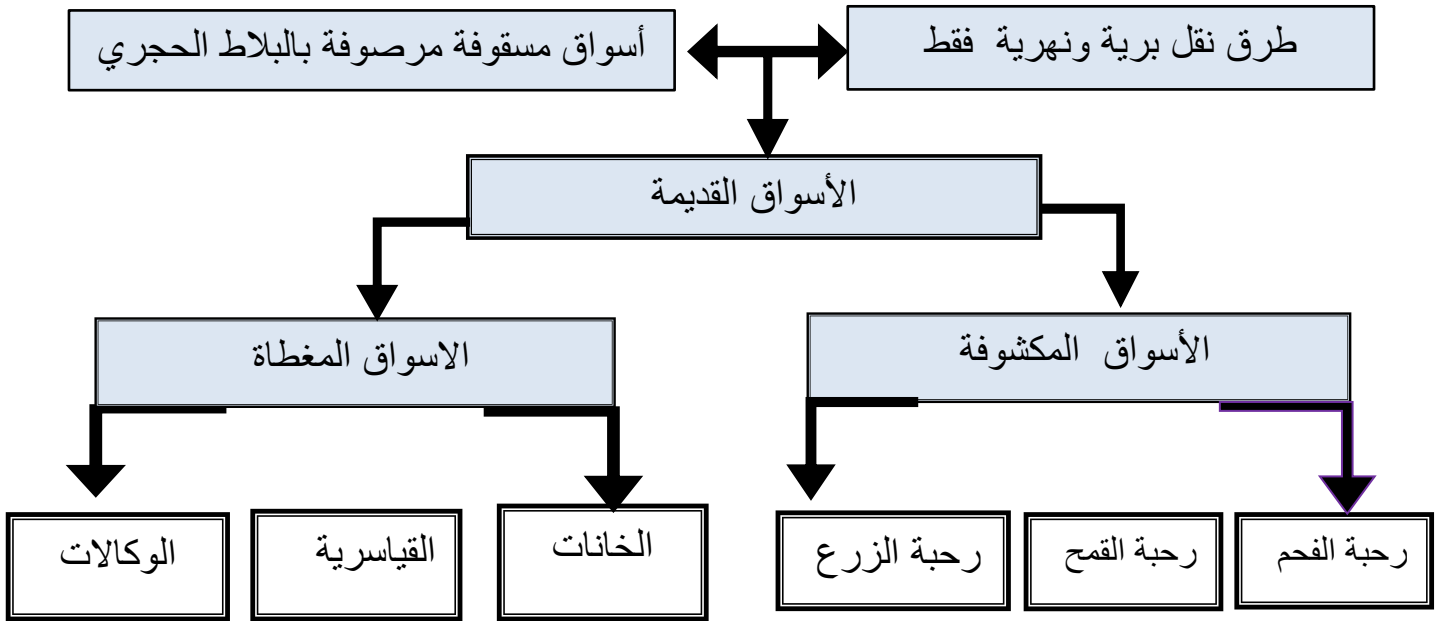 طرق نقل برية ونهرية فقط
أسواق مسقوفة مرصوفة بالبلاط الحجري
الأسواق القديمة
الأسواق المكشوفة
الاسواق المغطاة
رحبة الفحم
رحبة القمح
رحبة الزرع
الخانات
القياسرية
الوكالات